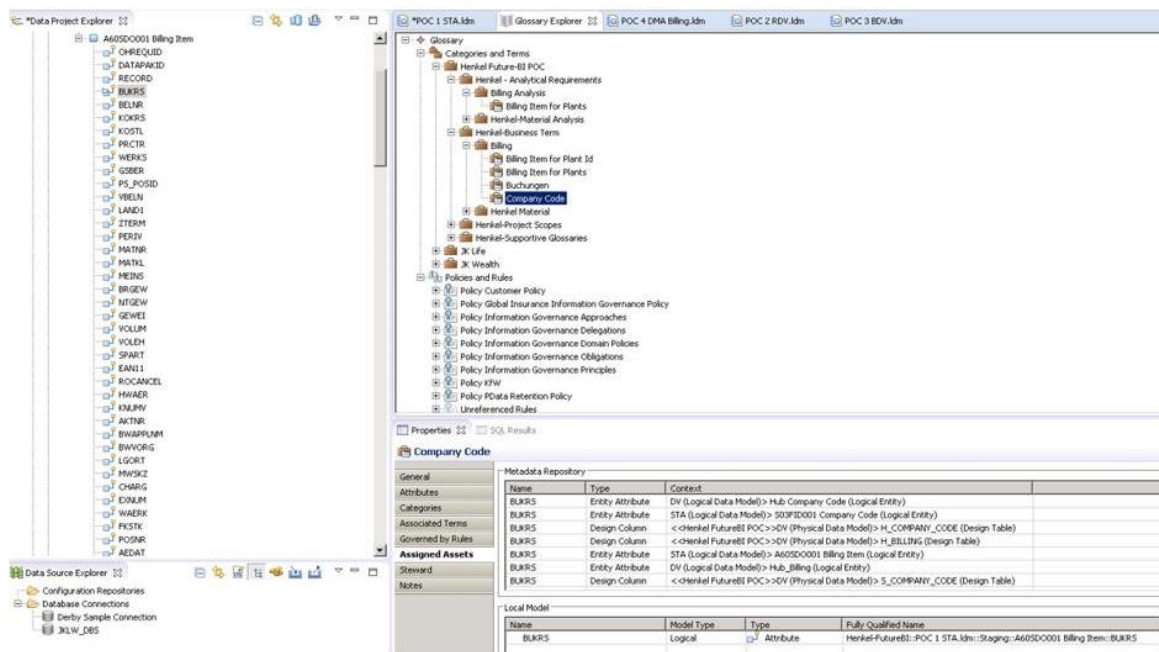 *Data Project Explorer
A60SDO001 Billing Item
OHREQUID
DATAPAKID
RECORD
BUKRS
BELNR
KOKRS
KOSTL
PRCTR
WERKS
GSBER
PS_POSID
VBELN
LAND1
ZTERM
PERIV
MATNR
MATKL
MEINS
BRGEW
NTGEW
GEWEI
VOLUM
VOLEH
SPART
EAN11
ROCANCEL
HWAER
KNUMV
AKTNR
BWAPPLNM
BWVORG
LGORT
MWSKZ
CHARG
EXNUM
WAERK
FKSTK
POSNR
AEDAT
Data Source Explorer
Configuration Repositories
Database Connections
Derby Sample Connection
JKLW_DBS
*POC 1 STA.ldm Glossary Explorer POC 4 DMA Billing.ldm POC 2 RDV.ldm POC 3 BDV.ldm
Glossary
Categories and Terms
Henkel Future-BI POC
Henkel - Analytical Requirements
Billing Analysis
Billing Item for Plants
Henkel-Material Analysis
Henkel-Business Term
Billing
Billing Item for Plant Id
Billing Item for Plants
Buchungen
Company Code
Henkel Material
Henkel-Project Scopes
Henkel-Supportive Glossaries
JK Life
JK Wealth
Policies and Rules
Policy Customer Policy
Policy Global Insurance Information Governance Policy
Policy Information Governance Approaches
Policy Information Governance Delegations
Policy Information Governance Domain Policies
Policy Information Governance Obligations
Policy Information Governance Principles
Policy KfW
Policy PData Retention Policy
Unreferenced Rules
Properties SQL Results
Company Code
General
Attributes
Categories
Associated Terms
Governed by Rules
Assigned Assets
Steward
Notes
Metadata Repository
Name Type Context
BUKRS Entity Attribute DV (Logical Data Model)> Hub Company Code (Logical Entity)
BUKRS Entity Attribute STA (Logical Data Model)> S03FID001 Company Code (Logical Entity)
BUKRS Design Column <<Henkel FutureBI POC>>DV (Physical Data Model)> H_COMPANY_CODE (Design Table)
BUKRS Design Column <<Henkel FutureBI POC>>DV (Physical Data Model)> H_BILLING (Design Table)
BUKRS Entity Attribute STA (Logical Data Model)> A60SDO001 Billing Item (Logical Entity)
BUKRS Entity Attribute DV (Logical Data Model)> Hub_Billing (Logical Entity)
BUKRS Design Column <<Henkel FutureBI POC>>DV (Physical Data Model)> S_COMPANY_CODE (Design Table)
Local Model
Name Model Type Type Fully Qualified Name
BUKRS Logical Attribute Henkel-FutureBI::POC 1 STA.ldm::Staging::A60SDO001 Billing Item::BUKRS